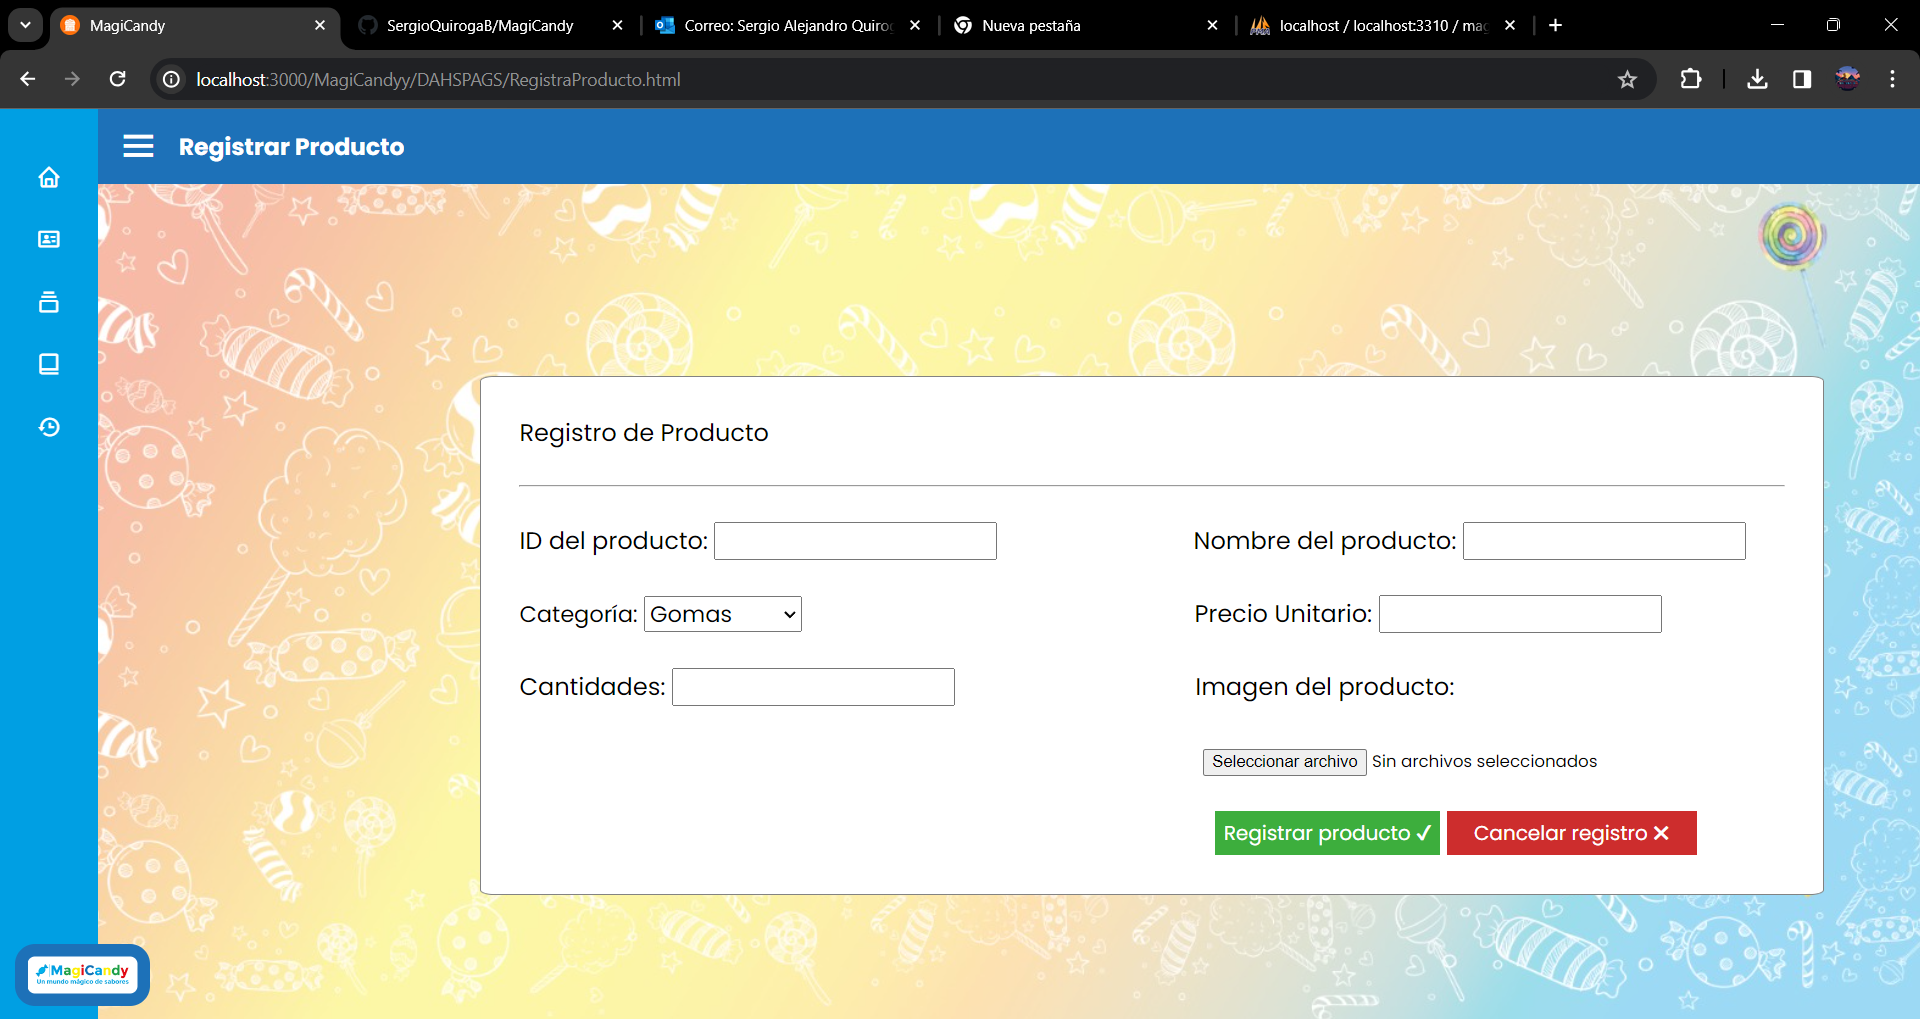 MagiCandy
SergioQuirogaB/MagiCandy
Correo: Sergio Alejandro Quirog
Nueva pestaña
localhost / localhost:3310 / mag
localhost:3000/MagiCandyy/DAHSPAGS/RegistraProducto.html
Registrar Producto
Registro de Producto
ID del producto:
Nombre del producto:
Categoría: Gomas
Precio Unitario:
Cantidades:
Imagen del producto:
Seleccionar archivo Sin archivos seleccionados
Registrar producto ✓ Cancelar registro ✕
MagiCandy
Un mundo mágico de sabores